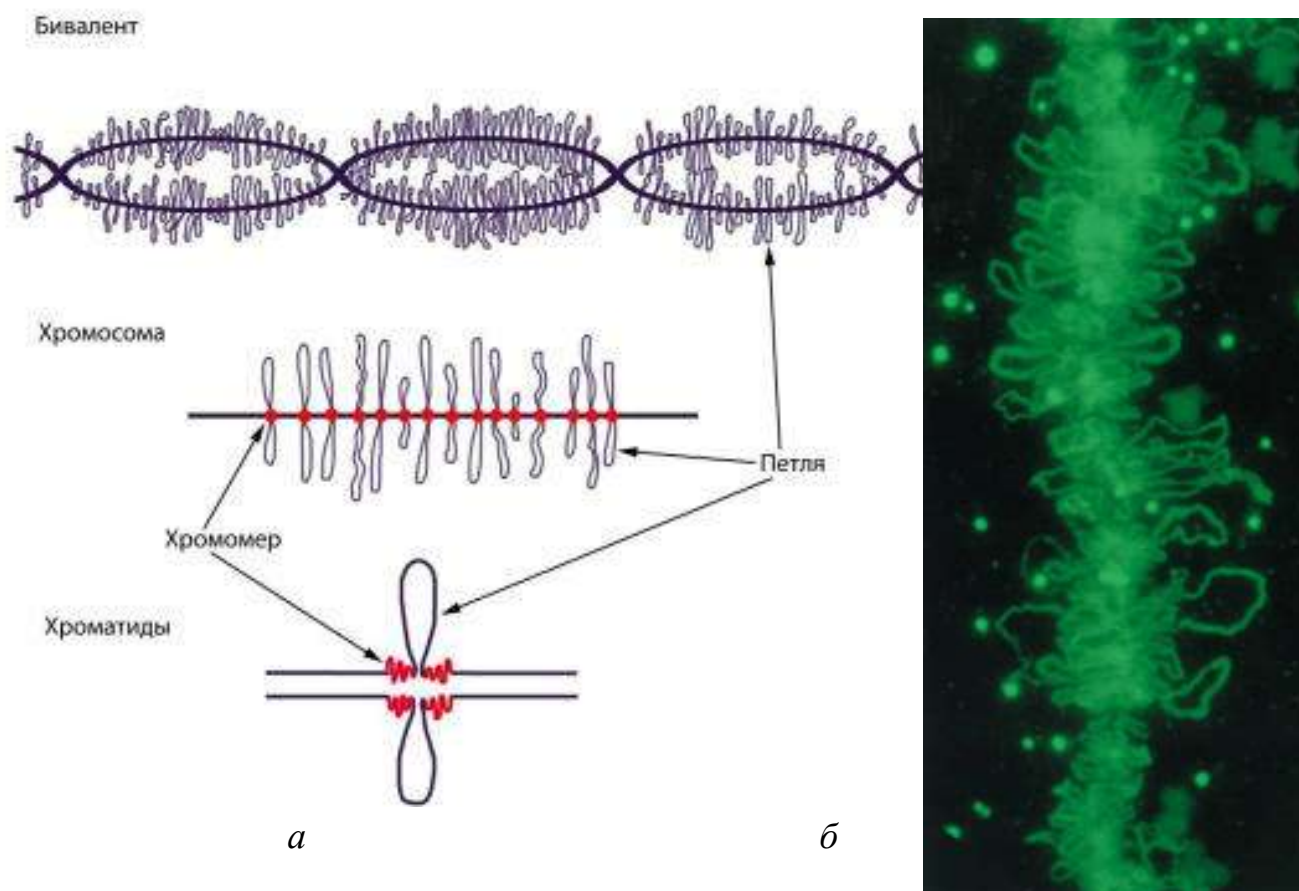 Бивалент
Хромосома
Петля
Хромомер
Хроматиды
а
б